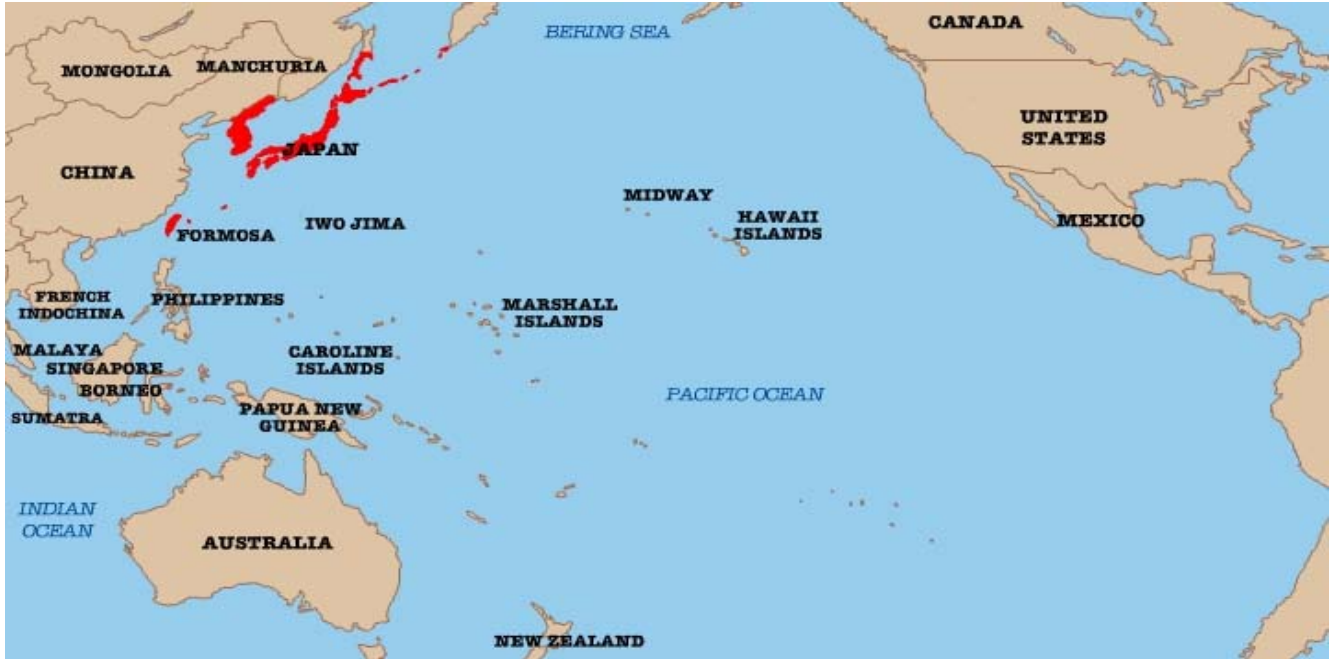 BERING SEA
CANADA
MONGOLIA
MANCHURIA
UNITED
STATES
JAPAN
CHINA
MIDWAY
HAWAII
ISLANDS
MEXICO
IWO JIMA
FORMOSA
FRENCH
INDOCHINA
PHILIPPINES
MARSHALL
ISLANDS
MALAYA
SINGAPORE
BORNEO
SUMATRA
CAROLINE
ISLANDS
PACIFIC OCEAN
PAPUA NEW
GUINEA
INDIAN
OCEAN
AUSTRALIA
NEW ZEALAND